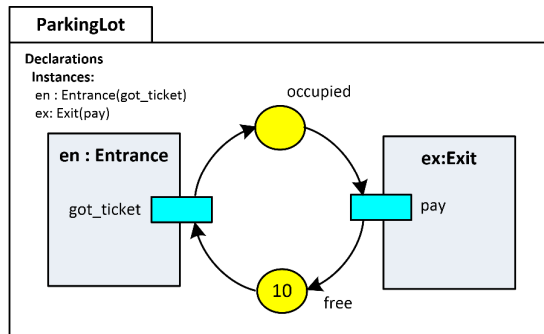 ParkingLot
Declarations
Instances:
en : Entrance(got_ticket)
ex: Exit(pay)
occupied
en : Entrance
ex:Exit
got_ticket
pay
10
free